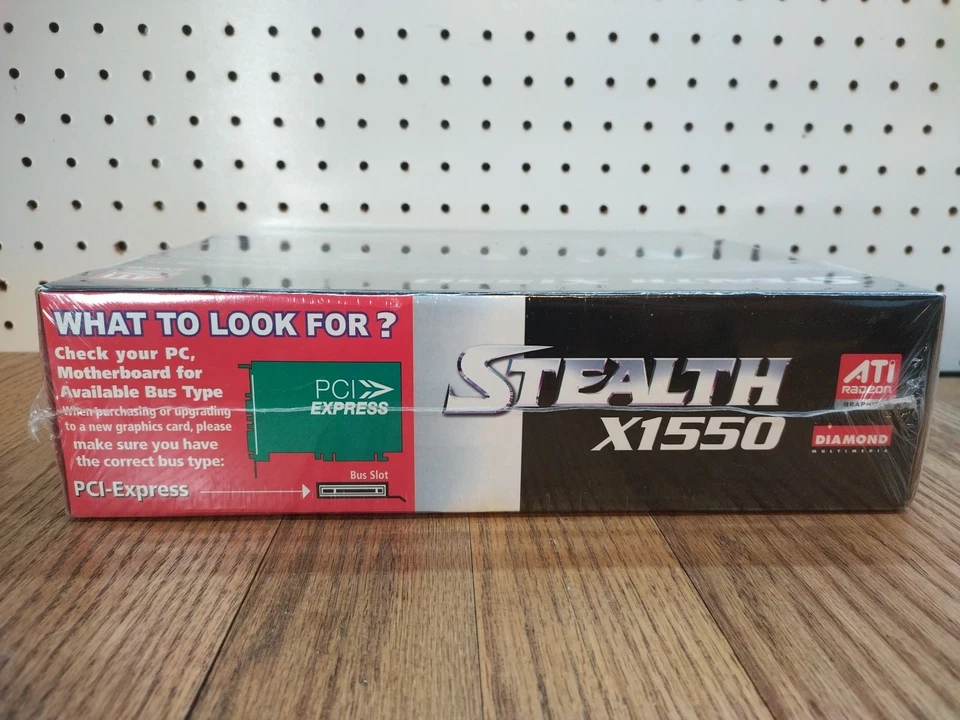 WHAT TO LOOK FOR ?
Check your PC,
Motherboard for
Available Bus Type
When purchasing or upgrading
to a new graphics card, please
make sure you have
the correct bus type:
PCI-Express
PCI
EXPRESS
Bus Slot
STEALTH
X1550
ATI
RADEON
GRAPHICS
DIAMOND
MULTIMEDIA